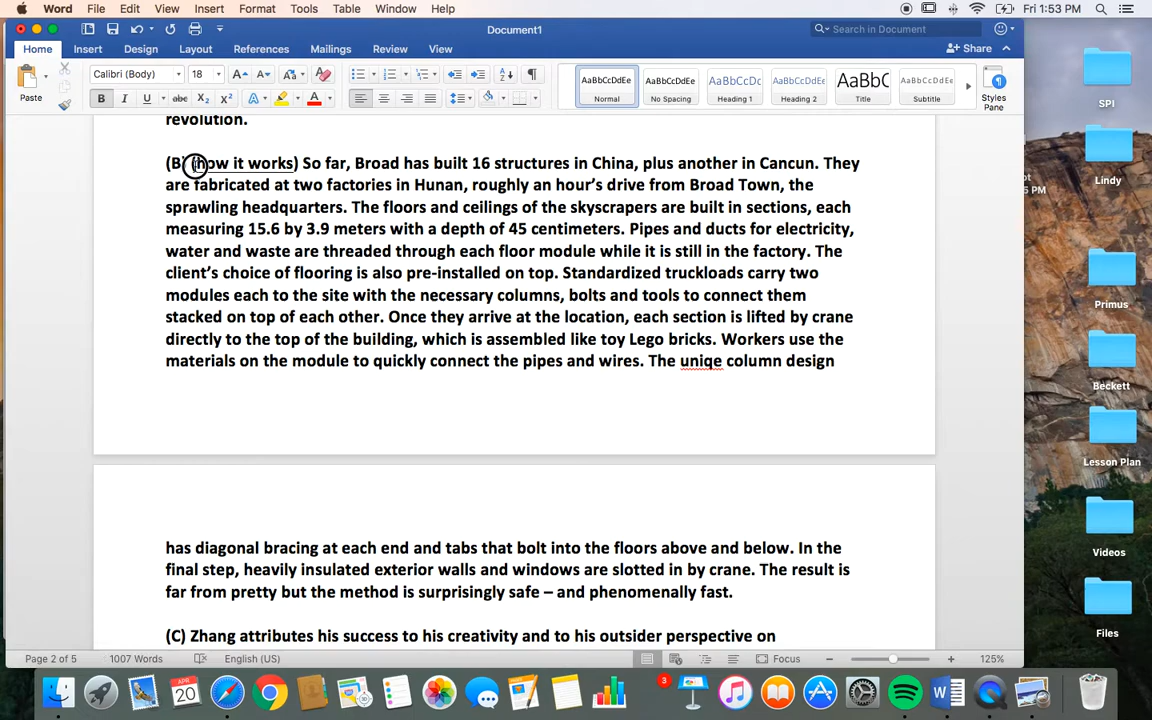 Word File Edit View Insert Format Tools Table Window Help Fri 1:53 PM
Document1 Search in Document
Home Insert Design Layout References Mailings Review View Share
Calibri (Body) 18
Paste
AaBbCcDdEe AaBbCcDdEe AaBbCcDc AaBbCcDdEe AaBbC AaBbCcDdEe
Normal No Spacing Heading 1 Heading 2 Title Subtitle Styles
Pane
SPI
Lindy
Primus
Beckett
Lesson Plan
Videos
Files
revolution.
(B) (how it works) So far, Broad has built 16 structures in China, plus another in Cancun. They
are fabricated at two factories in Hunan, roughly an hour’s drive from Broad Town, the
sprawling headquarters. The floors and ceilings of the skyscrapers are built in sections, each
measuring 15.6 by 3.9 meters with a depth of 45 centimeters. Pipes and ducts for electricity,
water and waste are threaded through each floor module while it is still in the factory. The
client’s choice of flooring is also pre-installed on top. Standardized truckloads carry two
modules each to the site with the necessary columns, bolts and tools to connect them
stacked on top of each other. Once they arrive at the location, each section is lifted by crane
directly to the top of the building, which is assembled like toy Lego bricks. Workers use the
materials on the module to quickly connect the pipes and wires. The uniqe column design
has diagonal bracing at each end and tabs that bolt into the floors above and below. In the
final step, heavily insulated exterior walls and windows are slotted in by crane. The result is
far from pretty but the method is surprisingly safe – and phenomenally fast.
(C) Zhang attributes his success to his creativity and to his outsider perspective on
Page 2 of 5 1007 Words English (US) Focus 125%
APR
20
3